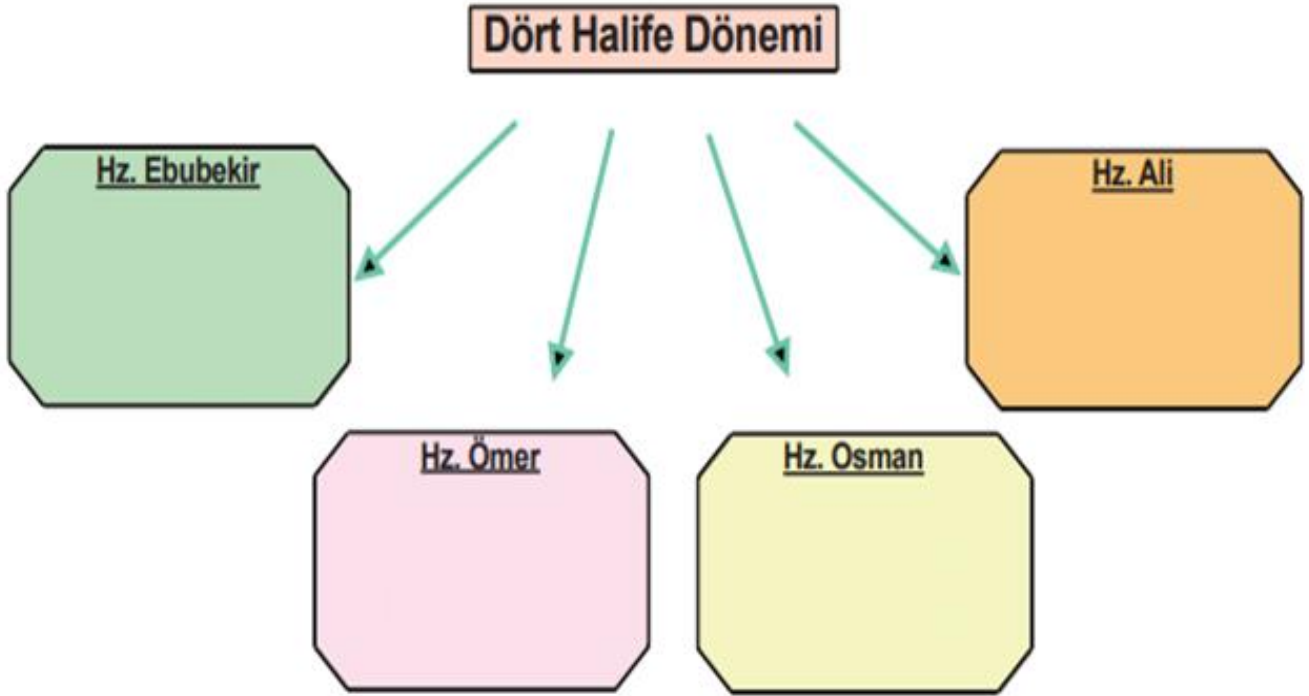 Dört Halife Dönemi
Hz. Ebubekir
Hz. Ali
Hz. Ömer
Hz. Osman